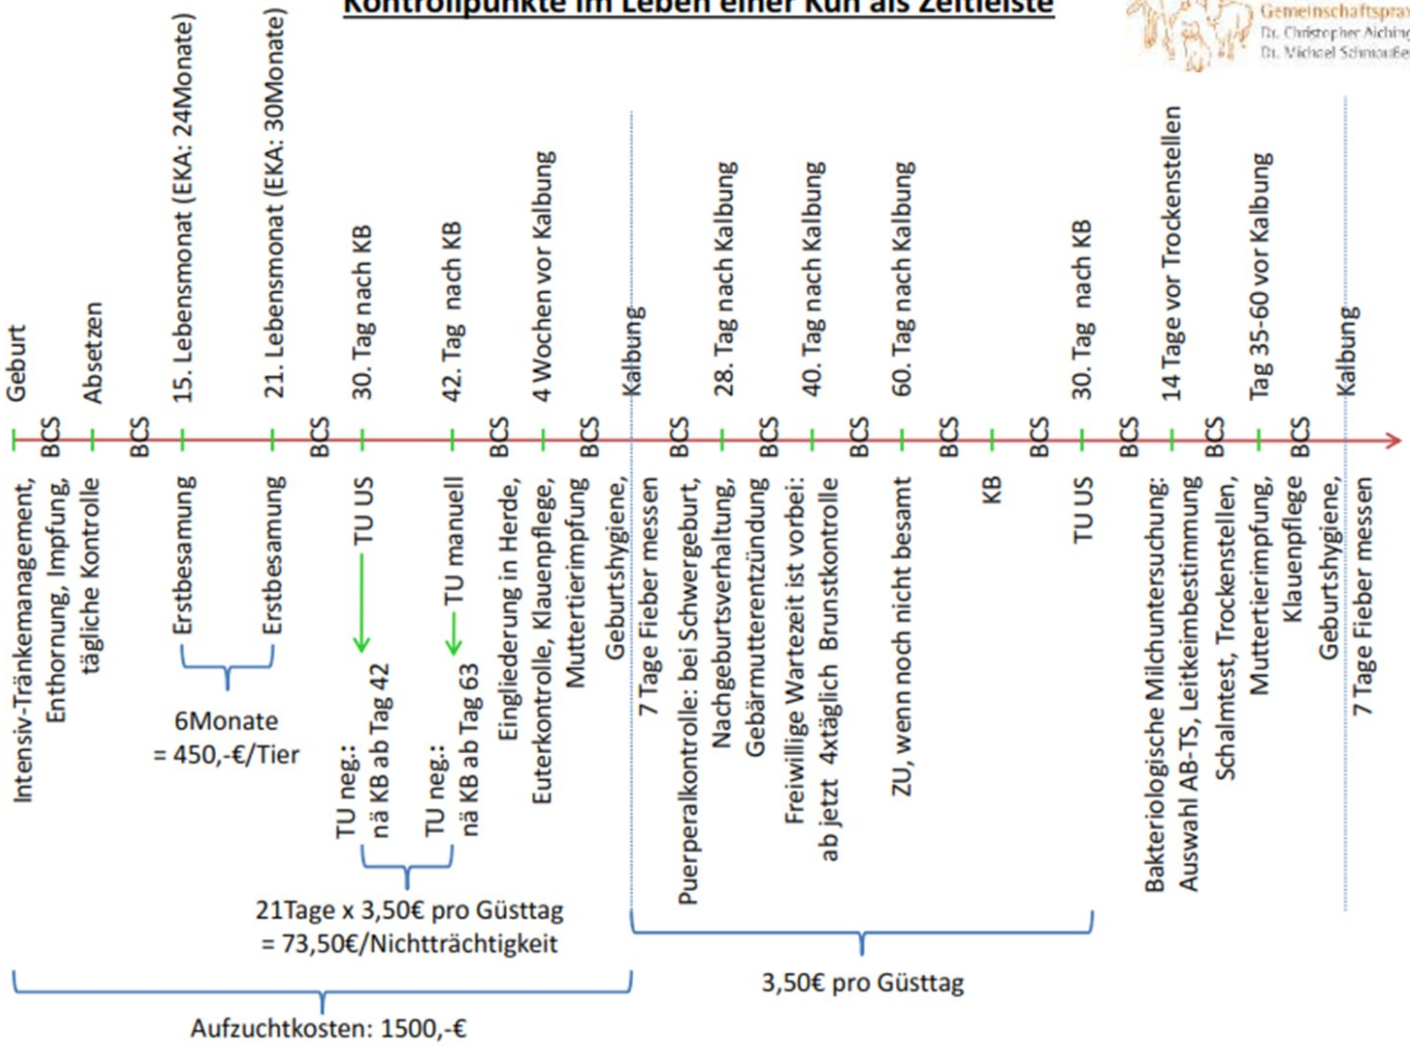 Kontrollpunkte im Leben einer Kuh als Zeitleiste
Gemeinschaftsprax
Dr. Christopher Aiching
Dr. Michael Schmaußer
Geburt
Absetzen
15. Lebensmonat (EKA: 24Monate)
21. Lebensmonat (EKA: 30Monate)
30. Tag nach KB
42. Tag nach KB
4 Wochen vor Kalbung
Kalbung
28. Tag nach Kalbung
40. Tag nach Kalbung
60. Tag nach Kalbung
30. Tag nach KB
14 Tage vor Trockenstellen
Tag 35-60 vor Kalbung
Kalbung
BCS
BCS
BCS
BCS
BCS
BCS
BCS
BCS
BCS
BCS
BCS
BCS
BCS
Intensiv-Tränkemanagement,
Enthornung, Impfung,
tägliche Kontrolle
Erstbesamung
Erstbesamung
6Monate
= 450,-€/Tier
TU US
TU neg.:
nä KB ab Tag 42
TU manuell
TU neg.:
nä KB ab Tag 63
21Tage x 3,50€ pro Güsttag
= 73,50€/Nichtträchtigkeit
Eingliederung in Herde,
Euterkontrolle, Klauenpflege,
Muttertierimpfung
Geburtshygiene,
7 Tage Fieber messen
Puerperalkontrolle: bei Schwergeburt,
Nachgeburtsverhaltung,
Gebärmutterentzündung
Freiwillige Wartezeit ist vorbei:
ab jetzt 4xtäglich Brunstkontrolle
ZU, wenn noch nicht besamt
KB
TU US
Bakteriologische Milchuntersuchung:
Auswahl AB-TS, Leitkeimbestimmung
Schalmtest, Trockenstellen,
Muttertierimpfung,
Klauenpflege
Geburtshygiene,
7 Tage Fieber messen
3,50€ pro Güsttag
Aufzuchtkosten: 1500,-€